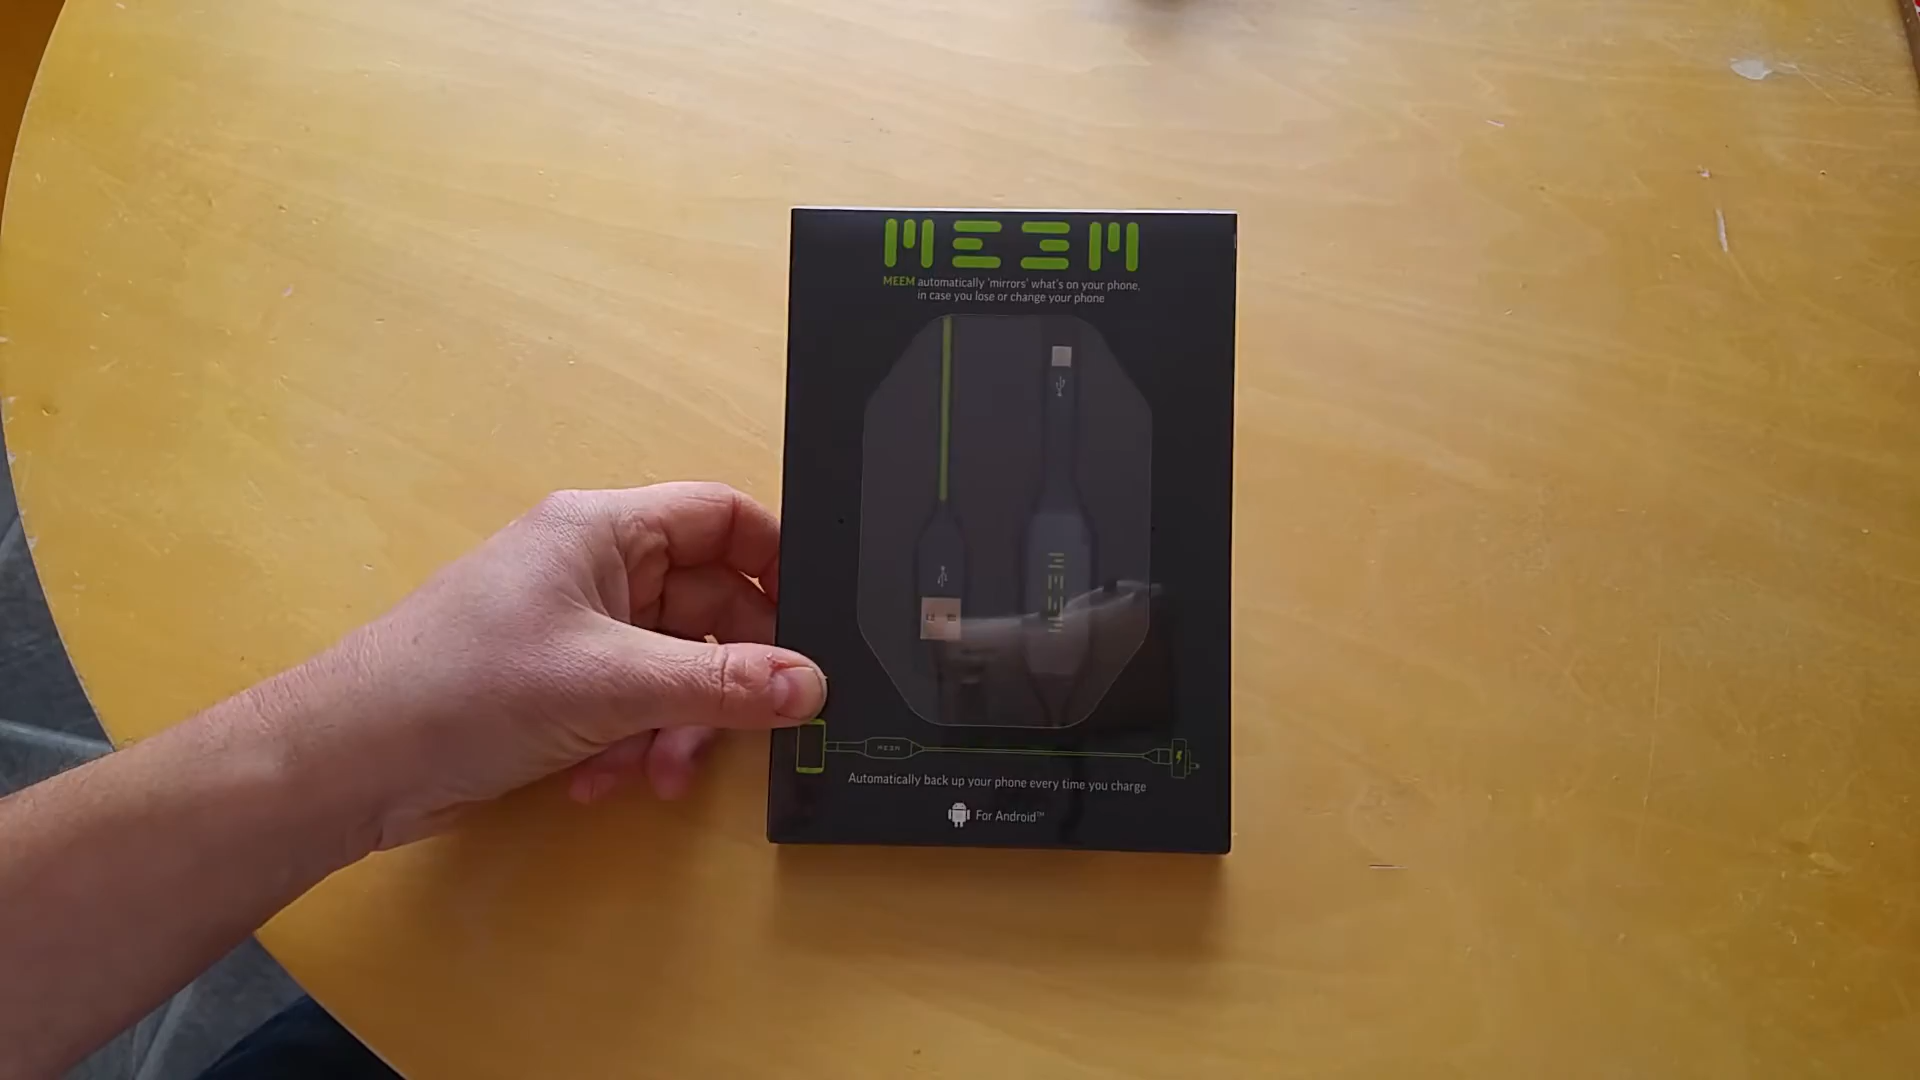 MEEM
MEEM automatically 'mirrors' what's on your phone,
in case you lose or change your phone
MEEM
MEEM
Automatically back up your phone every time you charge
For Android™